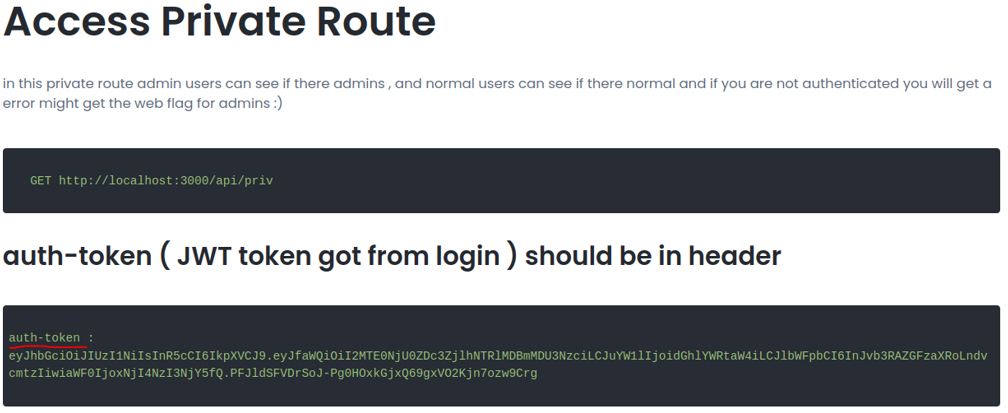 Access Private Route
in this private route admin users can see if there admins , and normal users can see if there normal and if you are not authenticated you will get a
error might get the web flag for admins :)
GET http://localhost:3000/api/priv
auth-token ( JWT token got from login ) should be in header
auth-token :
eyJhbGciOiJIUzI1NiIsInR5cCI6IkpXVCJ9.eyJfaWQiOiI2MTE0NjU0ZDc3ZjlhNTRlMDBmMDU3NzciLCJuYW1lIjoidGhlYWRtaW4iLCJlbWFpbCI6InJvb3RAZGFzaXRoLndv
cmtzIiwiaWF0IjoxNjI4NzI3NjY5fQ.PFJldSFVDrSoJ-Pg0HOxkGjxQ69gxVO2Kjn7ozw9Crg